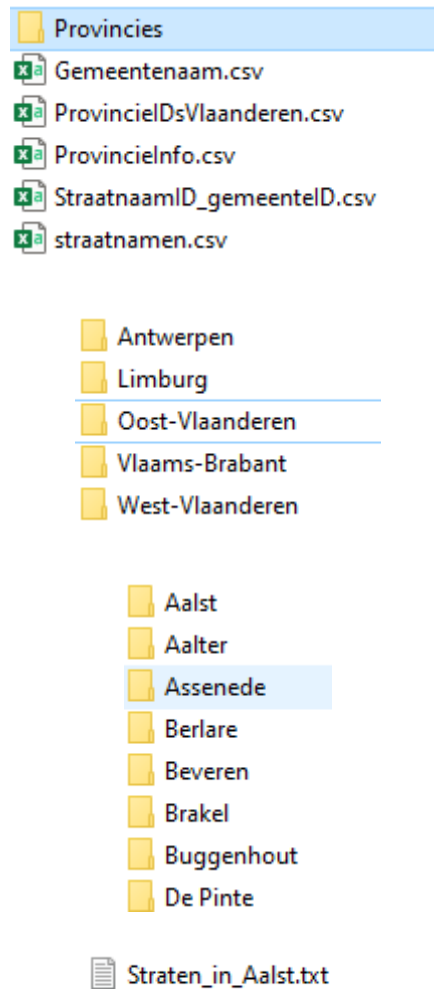 Provincies
Gemeentenaam.csv
ProvincieIDsVlaanderen.csv
ProvincieInfo.csv
StraatnaamID_gemeenteID.csv
straatnamen.csv
Antwerpen
Limburg
Oost-Vlaanderen
Vlaams-Brabant
West-Vlaanderen
Aalst
Aalter
Assenede
Berlare
Beveren
Brakel
Buggenhout
De Pinte
Straten_in_Aalst.txt